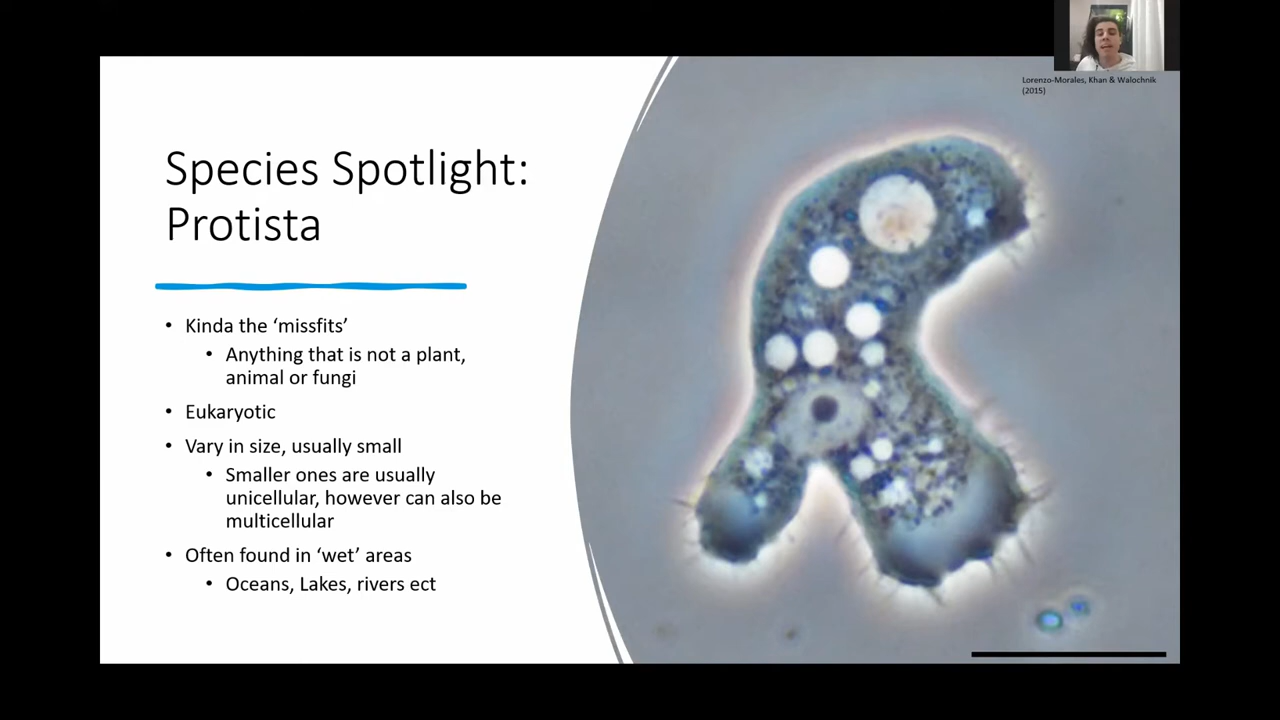 Lorenzo-Morales, Khan & Walochnik
(2015)
Species Spotlight:
Protista
• Kinda the ‘missfits’
• Anything that is not a plant,
animal or fungi
• Eukaryotic
• Vary in size, usually small
• Smaller ones are usually
unicellular, however can also be
multicellular
• Often found in ‘wet’ areas
• Oceans, Lakes, rivers ect